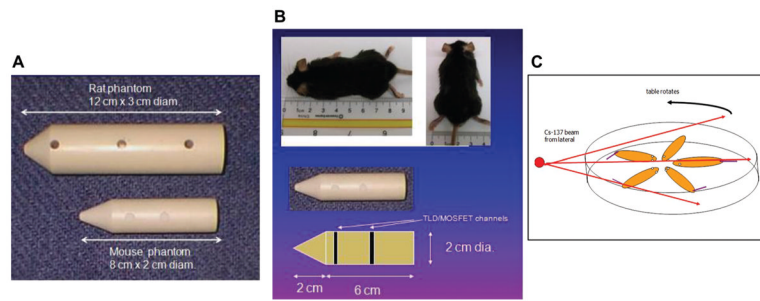 A
Rat phantom
12 cm x 3 cm diam.
Mouse phantom
8 cm x 2 cm diam.
B
TLD/MOSFET channels
2 cm dia.
2 cm
6 cm
C
table rotates
Cs-137 beam
from lateral